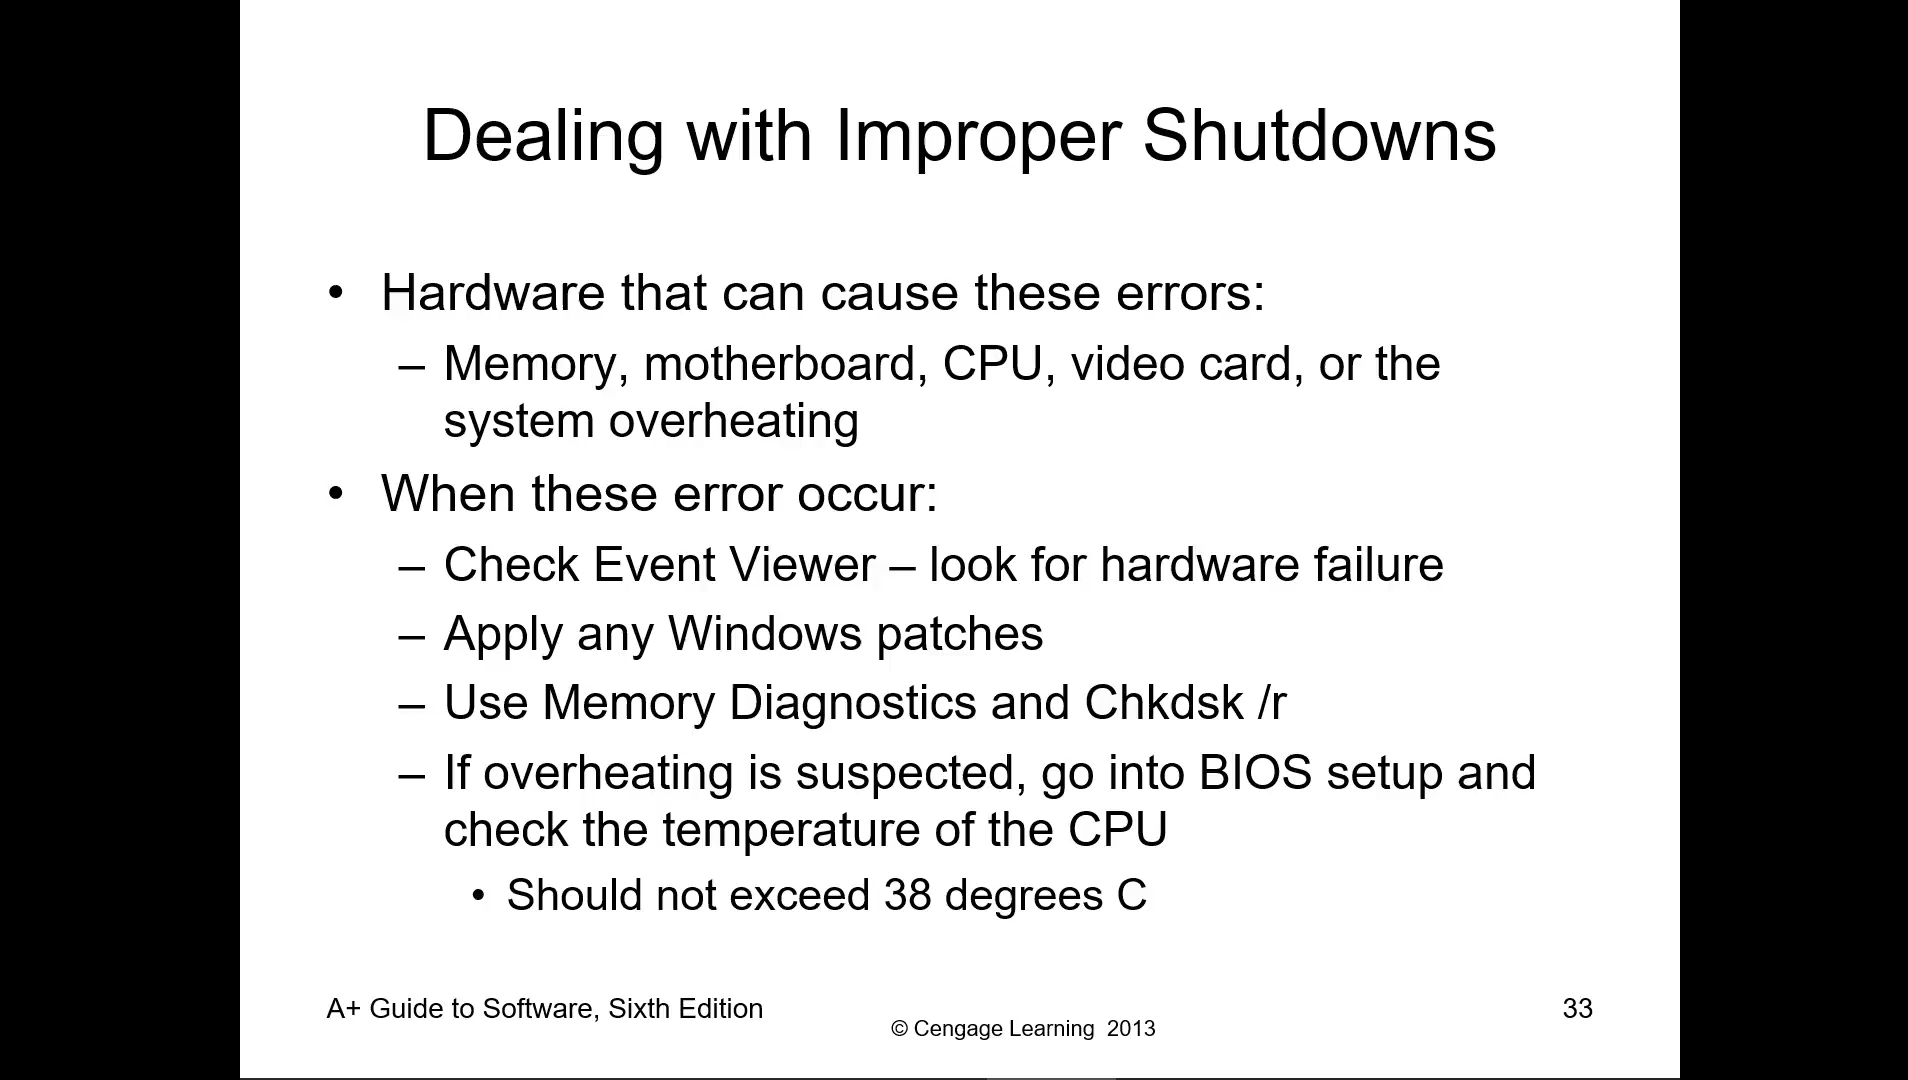 Dealing with Improper Shutdowns
• Hardware that can cause these errors:
– Memory, motherboard, CPU, video card, or the
system overheating
• When these error occur:
– Check Event Viewer – look for hardware failure
– Apply any Windows patches
– Use Memory Diagnostics and Chkdsk /r
– If overheating is suspected, go into BIOS setup and
check the temperature of the CPU
• Should not exceed 38 degrees C
A+ Guide to Software, Sixth Edition
© Cengage Learning 2013
33